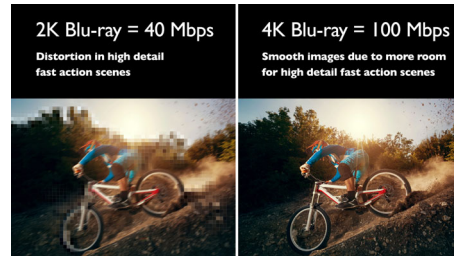 2K Blu-ray = 40 Mbps
Distortion in high detail
fast action scenes
4K Blu-ray = 100 Mbps
Smooth images due to more room
for high detail fast action scenes